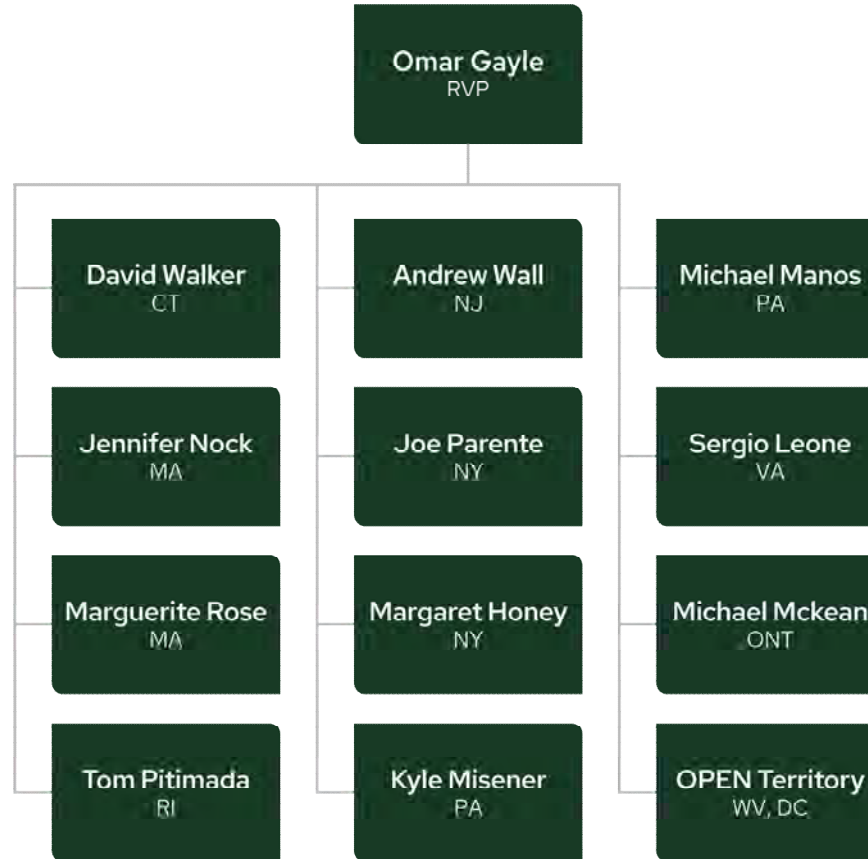 Omar Gayle
RVP
David Walker
CT
Andrew Wall
NJ
Michael Manos
PA
Jennifer Nock
MA
Joe Parente
NY
Sergio Leone
VA
Marguerite Rose
MA
Margaret Honey
NY
Michael Mckean
ONT
Tom Pitimada
RI
Kyle Misener
PA
OPEN Territory
WV, DC